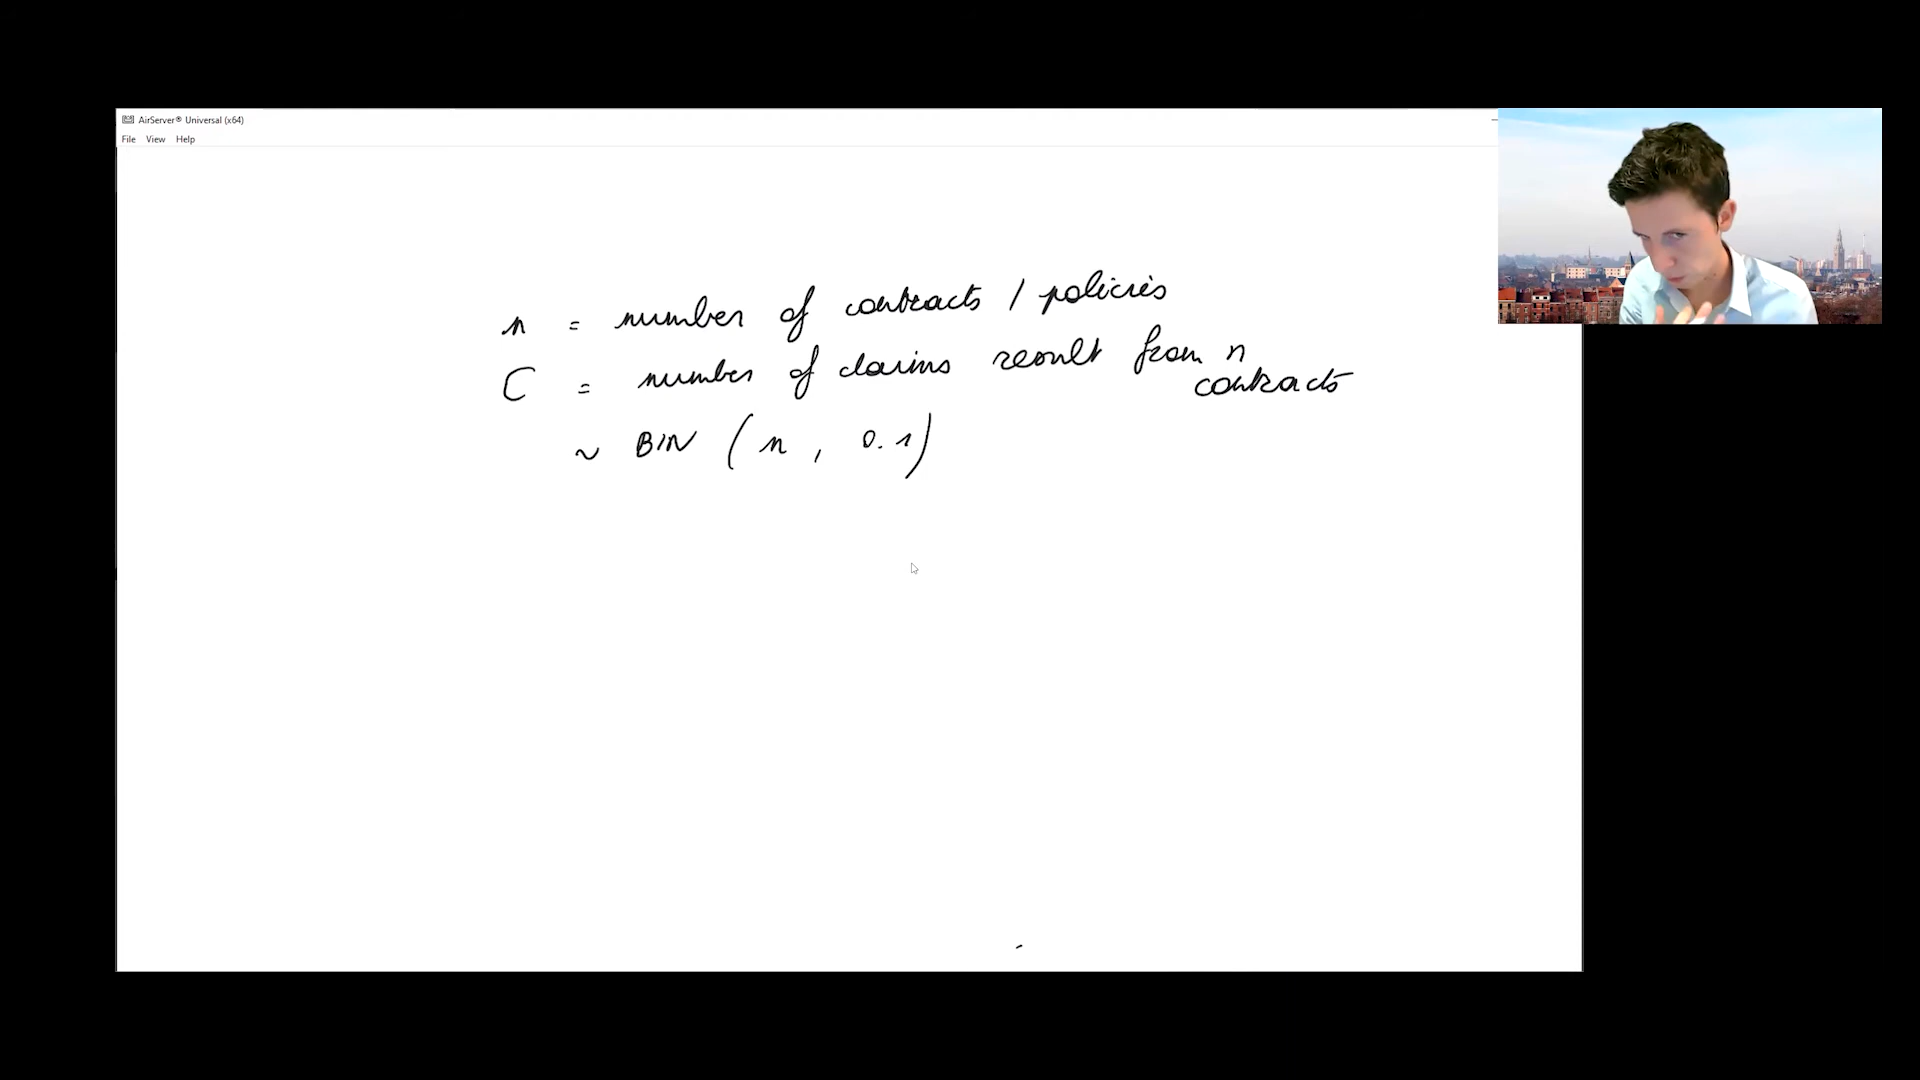 AirServer® Universal (x64)
File View Help
n = number of contracts / policies
C = number of claims result from n
contracts
~ BIN (n, 0.1)